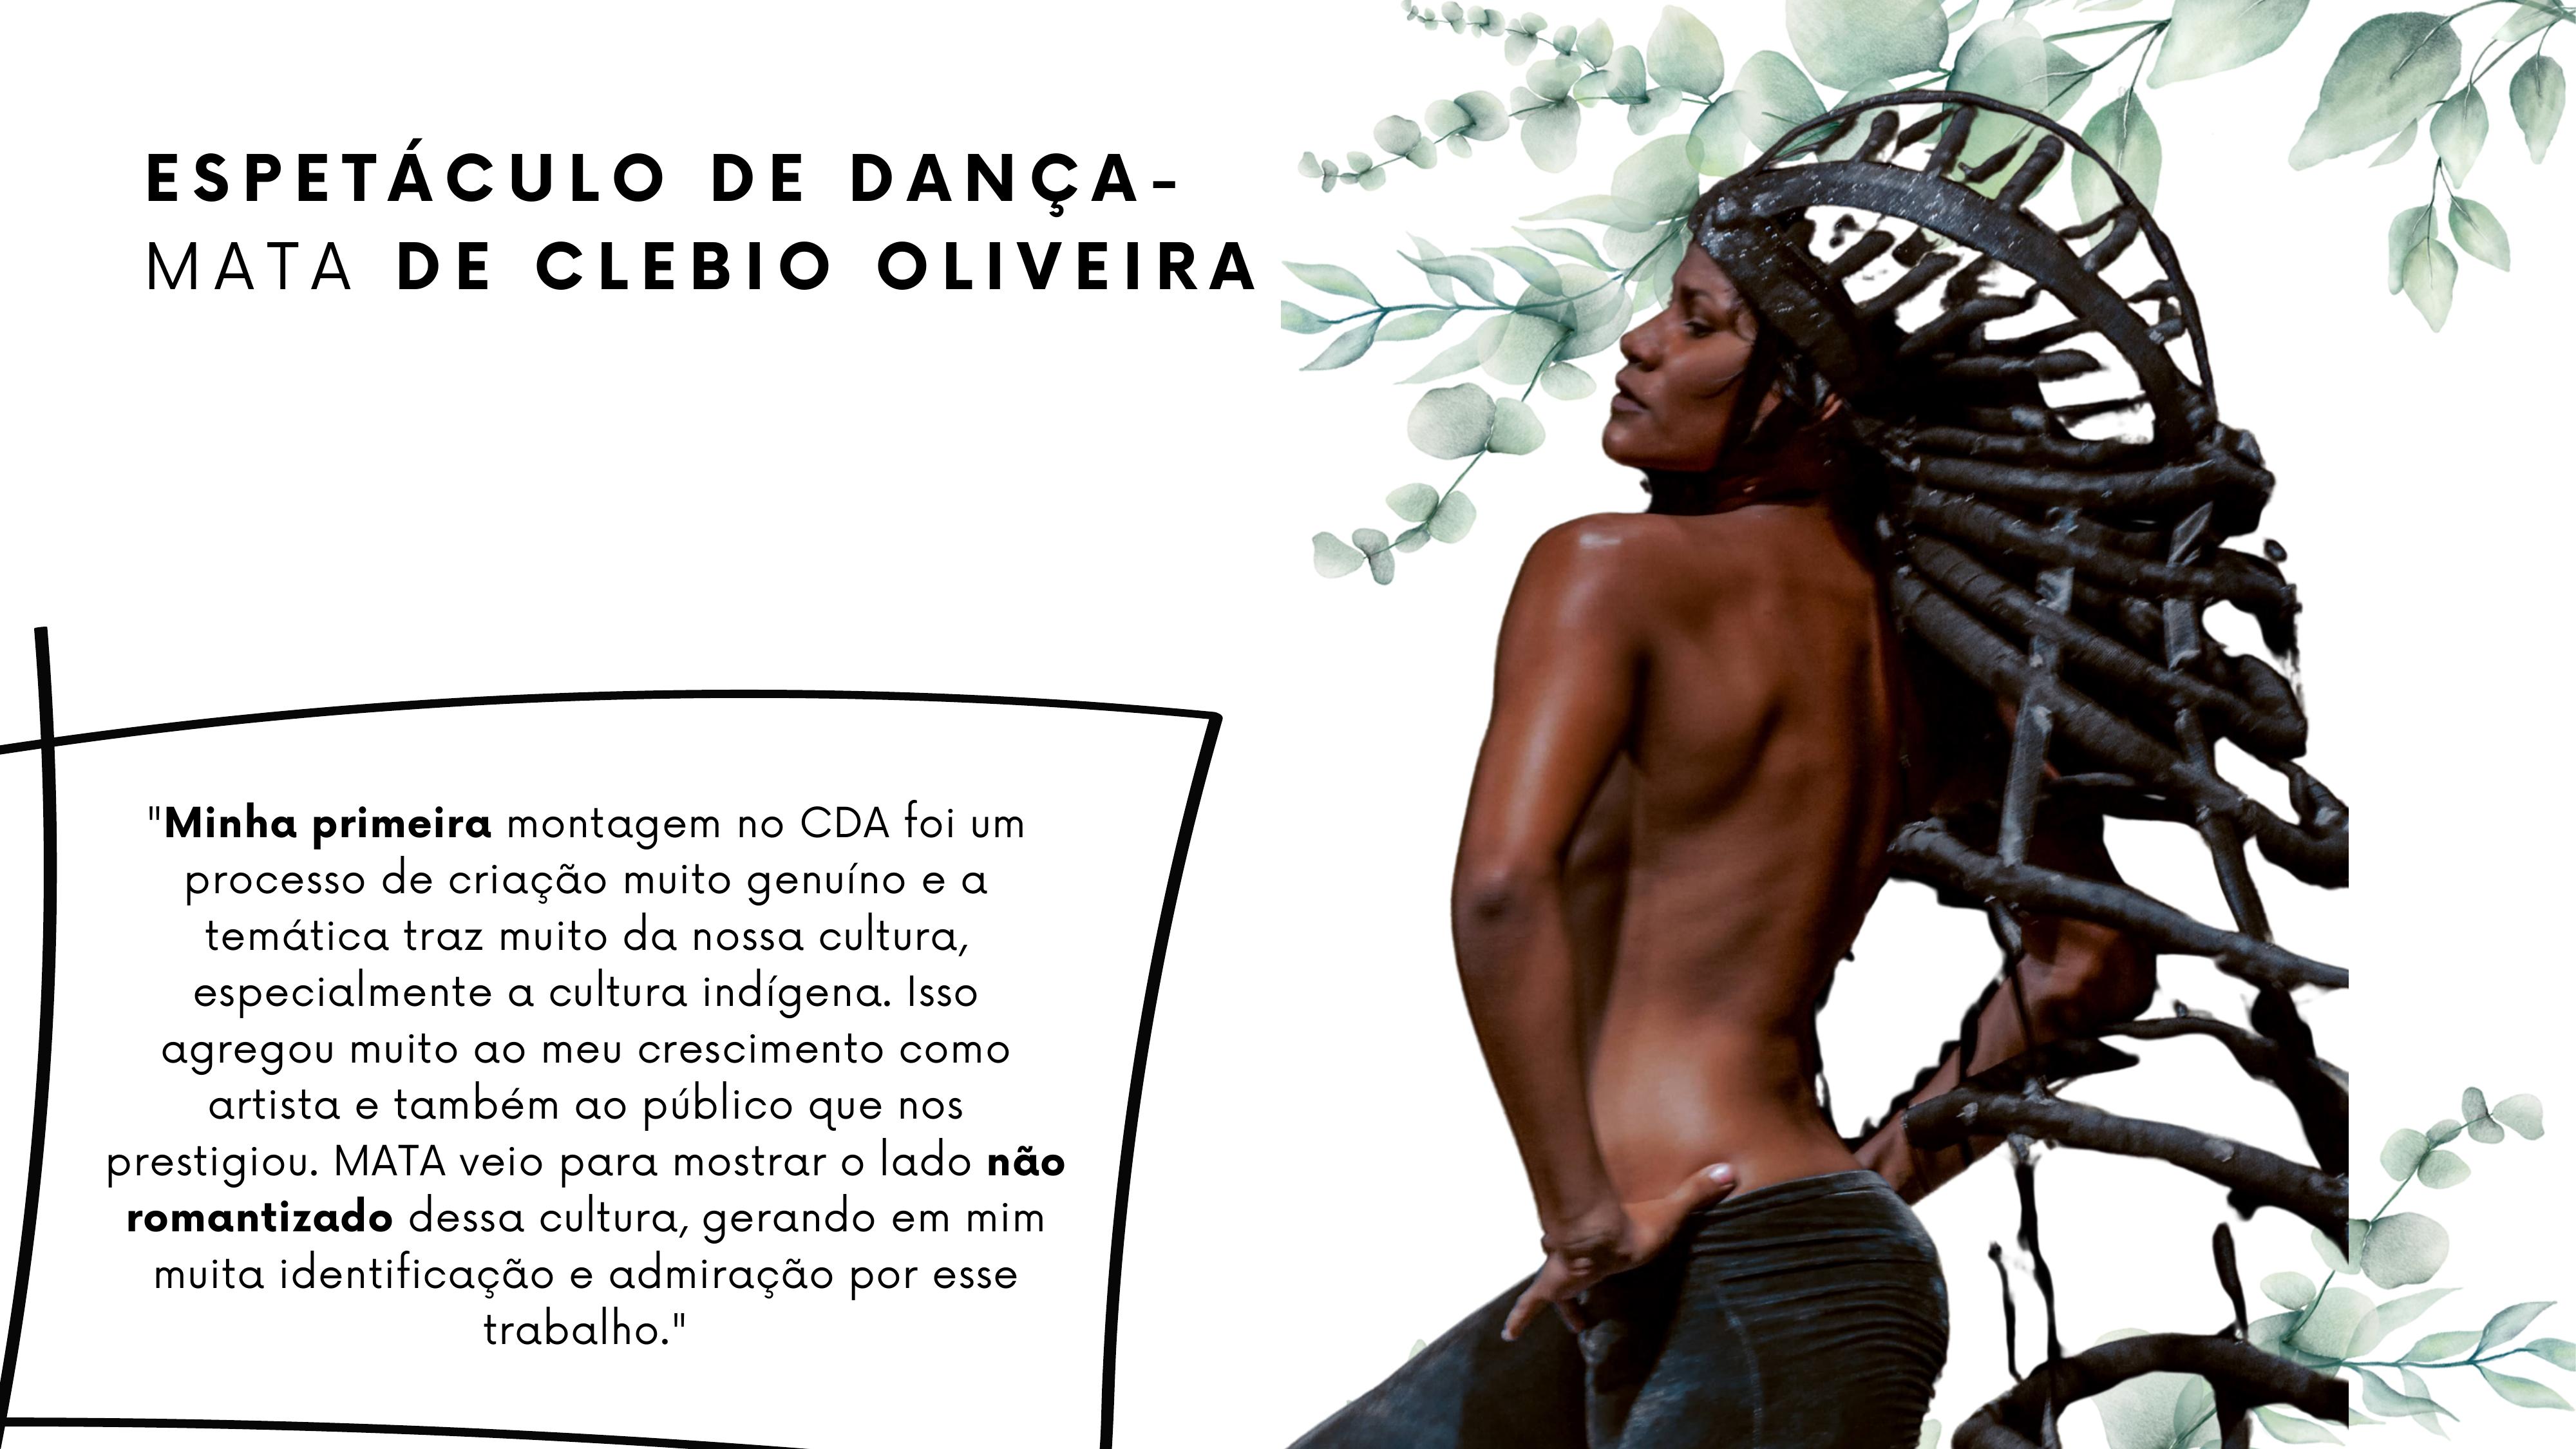 ESPETÁCULO DE DANÇA-
MATA DE CLEBIO OLIVEIRA
"Minha primeira montagem no CDA foi um
processo de criação muito genuíno e a
temática traz muito da nossa cultura,
especialmente a cultura indígena. Isso
agregou muito ao meu crescimento como
artista e também ao público que nos
prestigiou. MATA veio para mostrar o lado não
romantizado dessa cultura, gerando em mim
muita identificação e admiração por esse
trabalho."